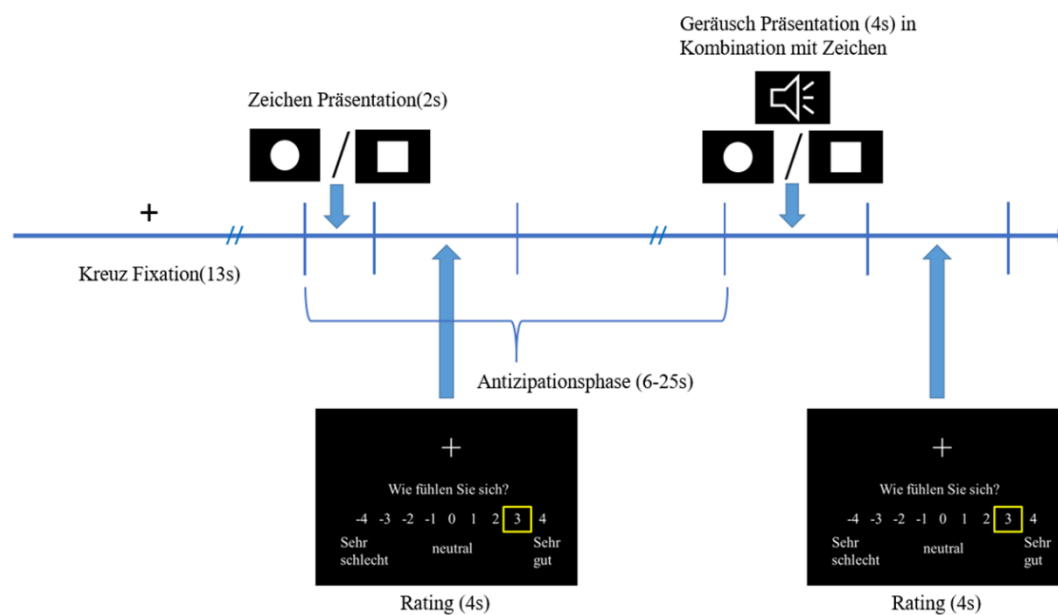 Geräusch Präsentation (4s) in
Kombination mit Zeichen
Zeichen Präsentation(2s)
+
Kreuz Fixation(13s)
Antizipationsphase (6-25s)
+
Wie fühlen Sie sich?
-4 -3 -2 -1 0 1 2 3 4
Sehr schlecht neutral Sehr gut
Rating (4s)
+
Wie fühlen Sie sich?
-4 -3 -2 -1 0 1 2 3 4
Sehr schlecht neutral Sehr gut
Rating (4s)